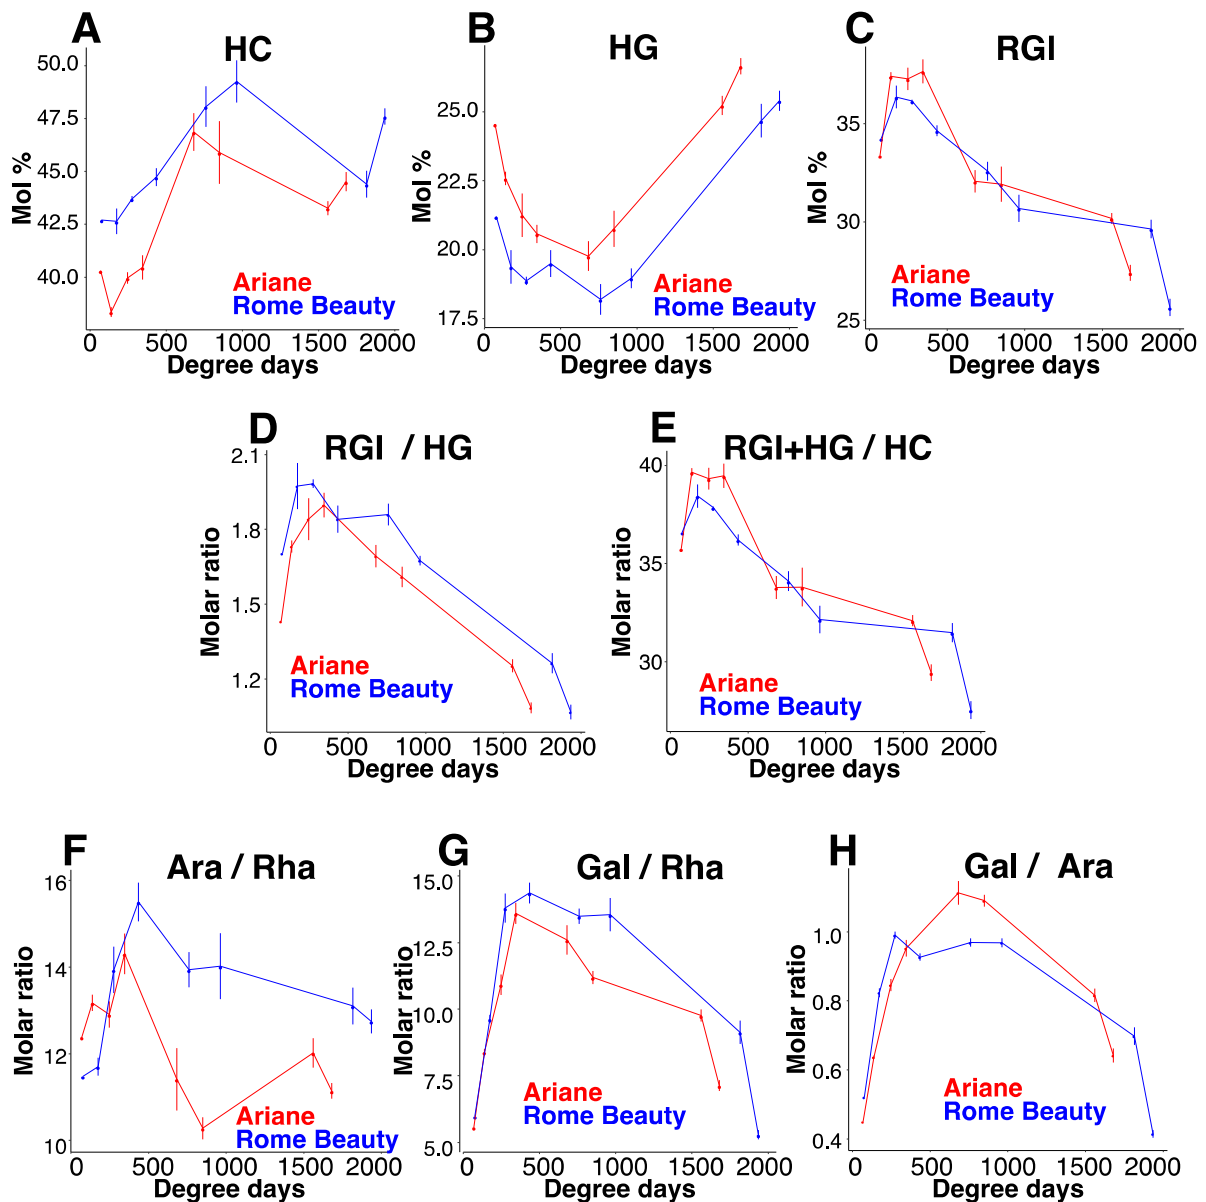 A
HC
50.0
47.5
45.0
42.5
40.0
Mol %
Ariane
Rome Beauty
0 500 1000 1500 2000
Degree days
B
HG
25.0
22.5
20.0
17.5
Mol %
Ariane
Rome Beauty
0 500 1000 1500 2000
Degree days
C
RGI
35
30
25
Mol %
Ariane
Rome Beauty
0 500 1000 1500 2000
Degree days
D
RGI / HG
2.1
1.8
1.5
1.2
Molar ratio
Ariane
Rome Beauty
0 500 1000 1500 2000
Degree days
E
RGI+HG / HC
40
35
30
Molar ratio
Ariane
Rome Beauty
0 500 1000 1500 2000
Degree days
F
Ara / Rha
16
14
12
10
Molar ratio
Ariane
Rome Beauty
0 500 1000 1500 2000
Degree days
G
Gal / Rha
15.0
12.5
10.0
7.5
5.0
Molar ratio
Ariane
Rome Beauty
0 500 1000 1500 2000
Degree days
H
Gal / Ara
1.0
0.8
0.6
0.4
Molar ratio
Ariane
Rome Beauty
0 500 1000 1500 2000
Degree days